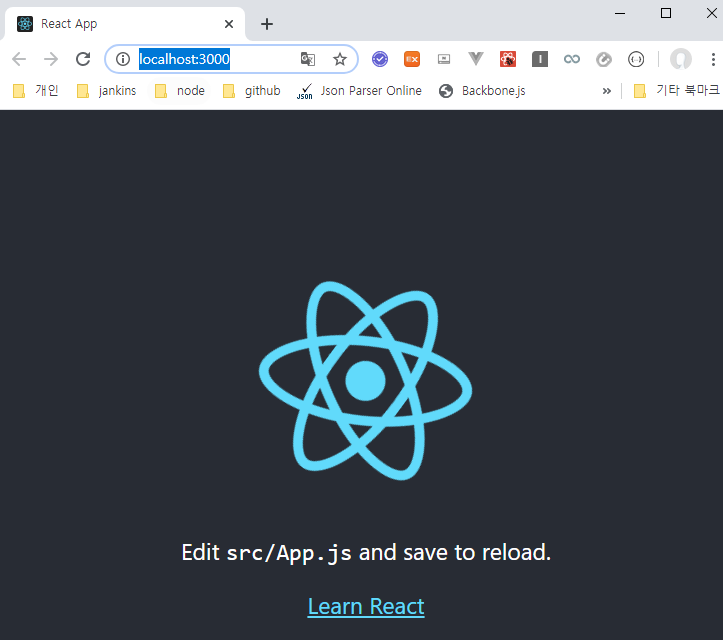 React App
localhost:3000
EX
I
개인 jankins node github JSON Json Parser Online Backbone.js » 기타 북마크
Edit src/App.js and save to reload.
Learn React